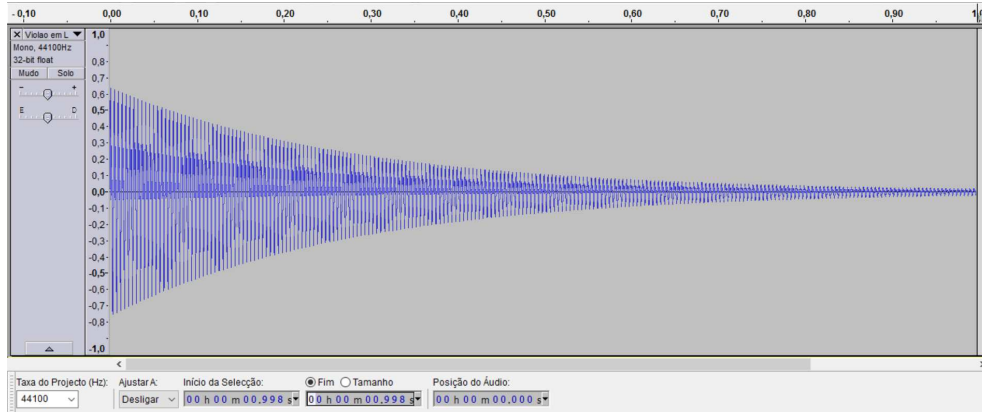 - 0,10 0,00 0,10 0,20 0,30 0,40 0,50 0,60 0,70 0,80 0,90
X Violao em L ▼ 1,0
Mono, 44100Hz
32-bit float 0,8-
Mudo Solo 0,7-
- + 0,6-
E D 0,5-
0,4-
0,3-
0,2-
0,1-
0,0-
-0,1-
-0,2-
-0,3-
-0,4-
-0,5-
-0,6-
-0,7-
-0,8-
-1,0
Taxa do Projecto (Hz): Ajustar A: Início da Selecção: Fim Tamanho Posição do Áudio:
44100 Desligar 00 h 00 m 00,998 s 00 h 00 m 00,998 s 00 h 00 m 00,000 s